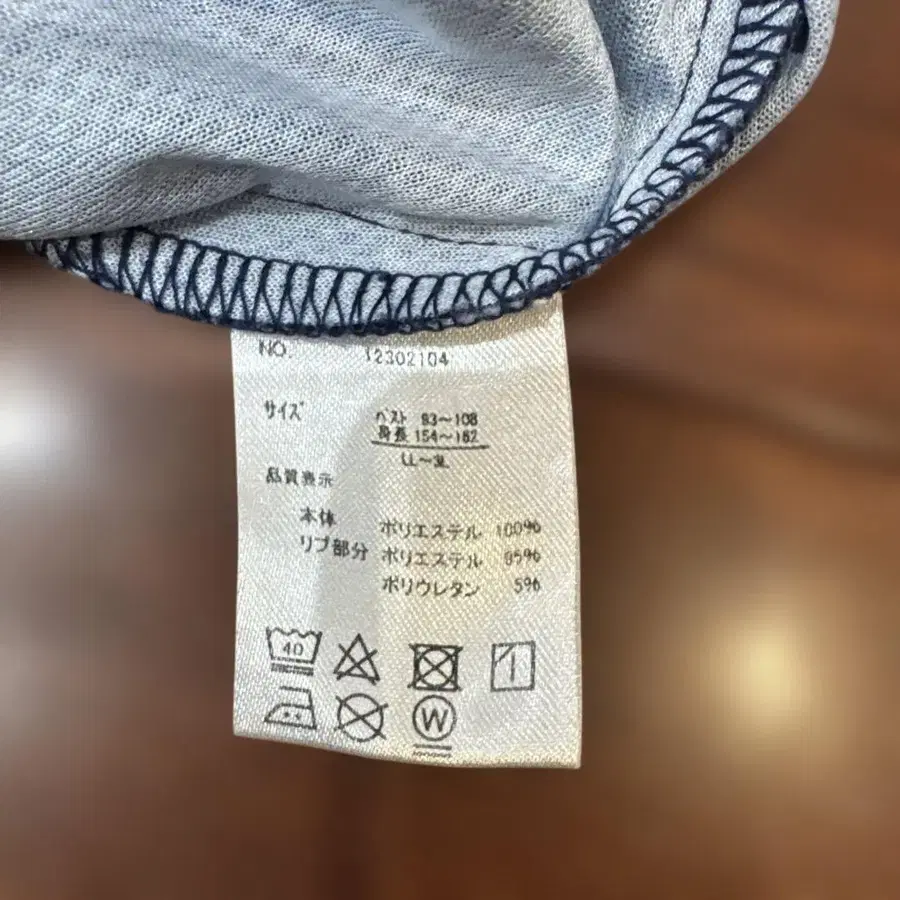 NO. 12302104
サイズ バスト 93～108
身長 154～162
LL～3L
品質表示
本体 ポリエステル 100%
リブ部分 ポリエステル 95%
ポリウレタン 5%
40
W